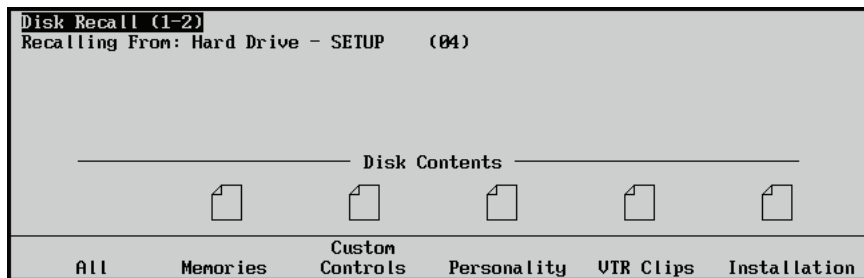 Disk Recall (1-2)
Recalling From: Hard Drive - SETUP (04)
Disk Contents
All Memories Custom Controls Personality VTR Clips Installation